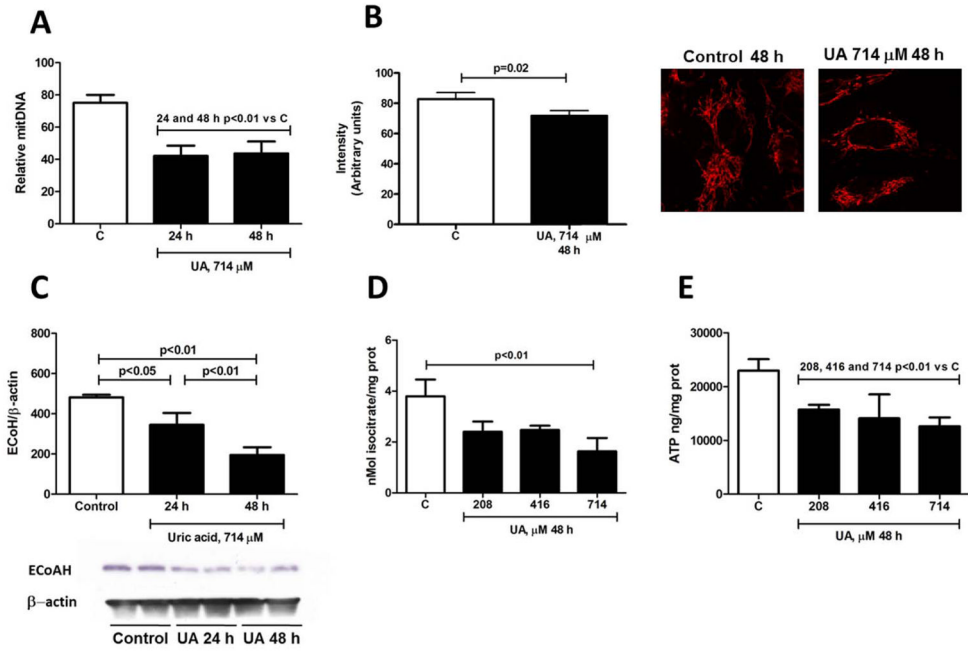 A
Relative mitDNA
100
80
60
40
20
0
24 and 48 h p<0.01 vs C
C
24 h
48 h
UA, 714 μM
B
Intensity
(Arbitrary units)
100
80
60
40
20
0
p=0.02
C
UA, 714 μM
48 h
Control 48 h
UA 714 μM 48 h
C
ECoH/β-actin
800
600
400
200
0
p<0.01
p<0.05
p<0.01
Control
24 h
48 h
Uric acid, 714 μM
ECoAH
β-actin
Control
UA 24 h
UA 48 h
D
nMol isocitrate/mg prot
6
4
2
0
p<0.01
C
208
416
714
UA, μM 48 h
E
ATP ng/mg prot
30000
20000
10000
0
208, 416 and 714 p<0.01 vs C
C
208
416
714
UA, μM 48 h